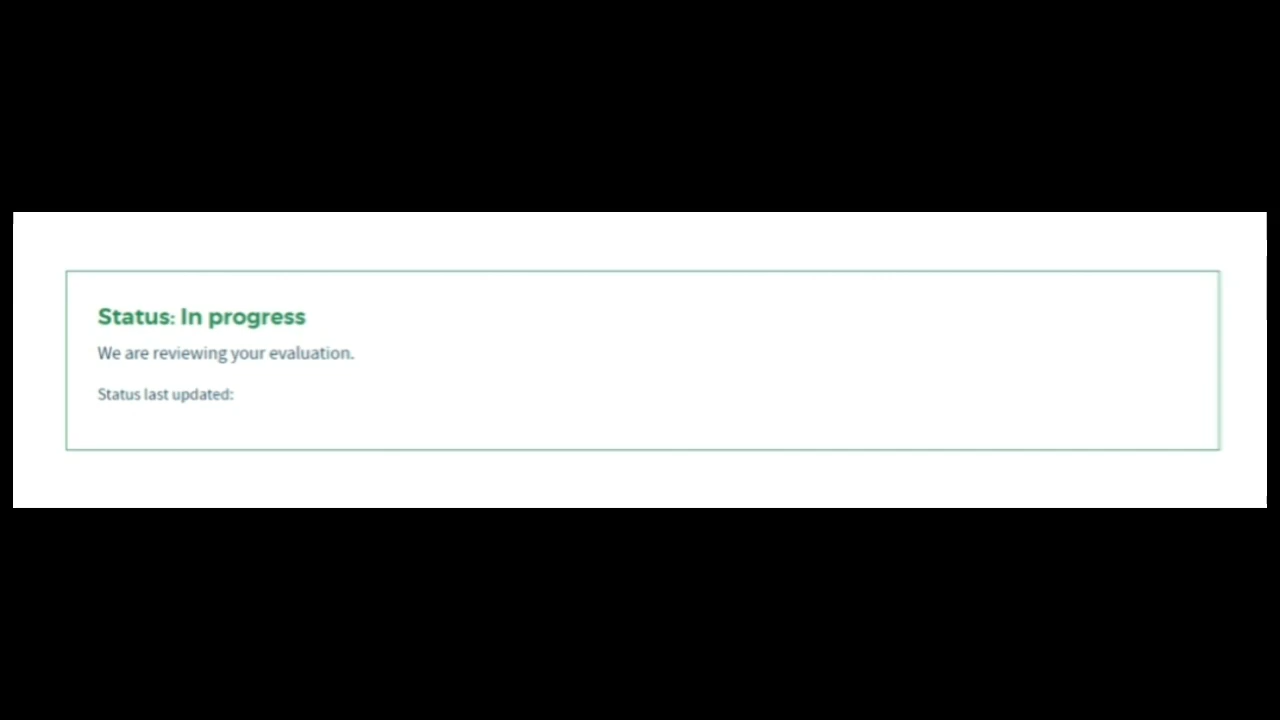 Status: In progress
We are reviewing your evaluation.
Status last updated: